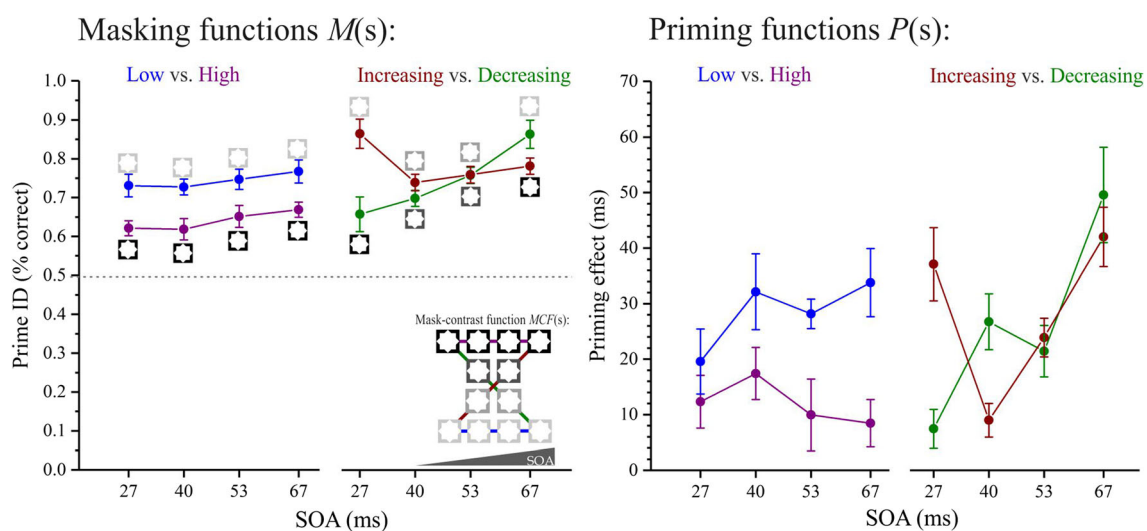 Masking functions M(s):
Priming functions P(s):
Low vs. High
Increasing vs. Decreasing
Prime ID (% correct)
1.0
0.9
0.8
0.7
0.6
0.5
0.4
0.3
0.2
0.1
0.0
Mask-contrast function MCF(s):
SOA
27 40 53 67
27 40 53 67
SOA (ms)
Low vs. High
Increasing vs. Decreasing
Priming effect (ms)
70
60
50
40
30
20
10
0
27 40 53 67
27 40 53 67
SOA (ms)